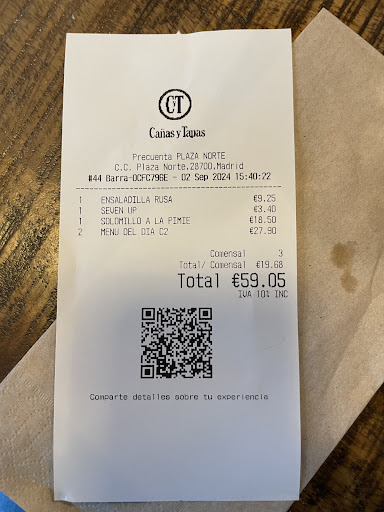 CT
Cañas y Tapas
Precuenta PLAZA NORTE
C.C. Plaza Norte.28700.Madrid
#44 Barra-0CFC796E - 02 Sep 2024 15:40:22
1 ENSALADILLA RUSA €9.25
1 SEVEN UP €3.40
1 SOLOMILLO A LA PIMIE €18.50
2 MENU DEL DIA C2 €27.90
Comensal 3
Total/ Comensal €19.68
Total €59.05
IVA 10% INC
Comparte detalles sobre tu experiencia